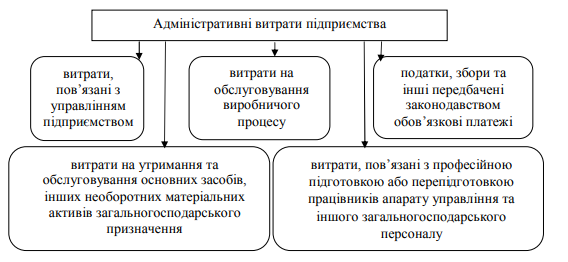 Адміністративні витрати підприємства
витрати,
пов’язані з
управлінням
підприємством
витрати на
обслуговування
виробничого
процесу
податки, збори та
інші передбачені
законодавством
обов’язкові платежі
витрати на утримання та
обслуговування основних засобів,
інших необоротних матеріальних
активів загальногосподарського
призначення
витрати, пов’язані з професійною
підготовкою або перепідготовкою
працівників апарату управління та
іншого загальногосподарського
персоналу